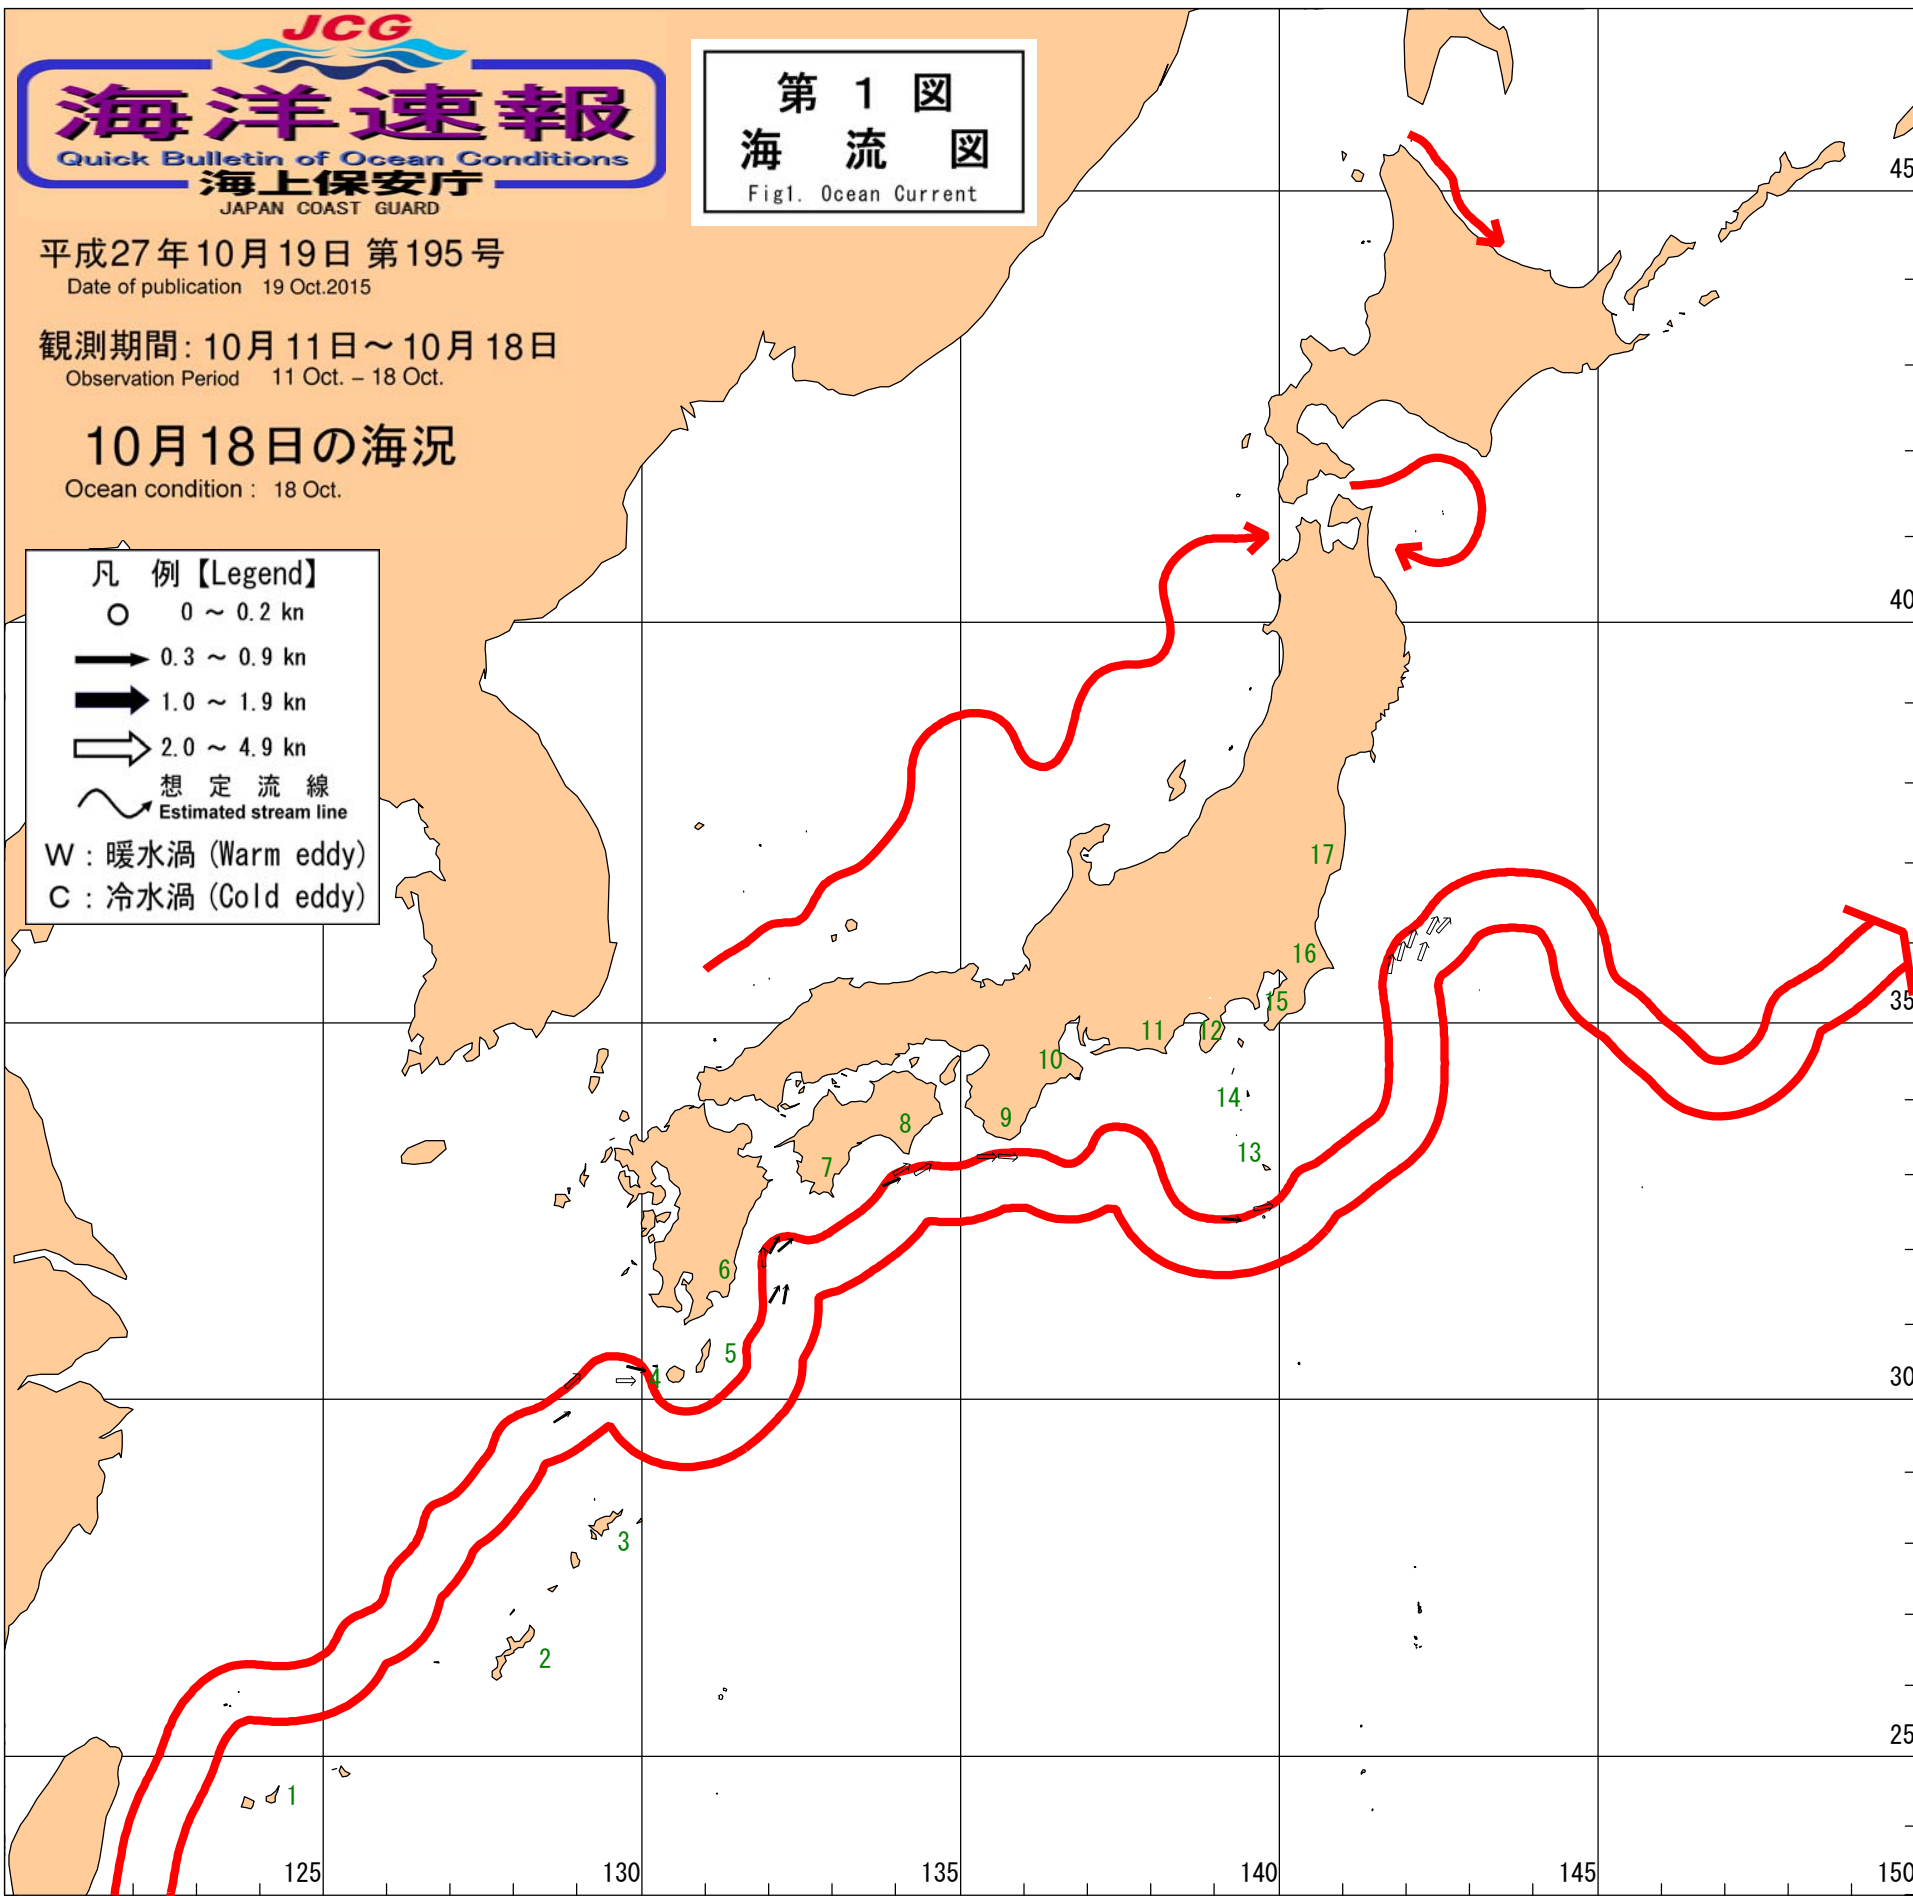 JCG
海洋速報
Quick Bulletin of Ocean Conditions
海上保安庁
JAPAN COAST GUARD
第 1 図
海 流 図
Fig1. Ocean Current
平成27年10月19日 第195号
Date of publication 19 Oct.2015
観測期間: 10月11日～10月18日
Observation Period 11 Oct. – 18 Oct.
10月18日の海況
Ocean condition : 18 Oct.
凡 例【Legend】
0 ～ 0.2 kn
0.3 ～ 0.9 kn
1.0 ～ 1.9 kn
2.0 ～ 4.9 kn
想 定 流 線
Estimated stream line
W : 暖水渦 (Warm eddy)
C : 冷水渦 (Cold eddy)
45
40
35
30
25
17
16
15
12
11
10
14
13
9
8
7
6
5
4
3
2
1
125
130
135
140
145
150